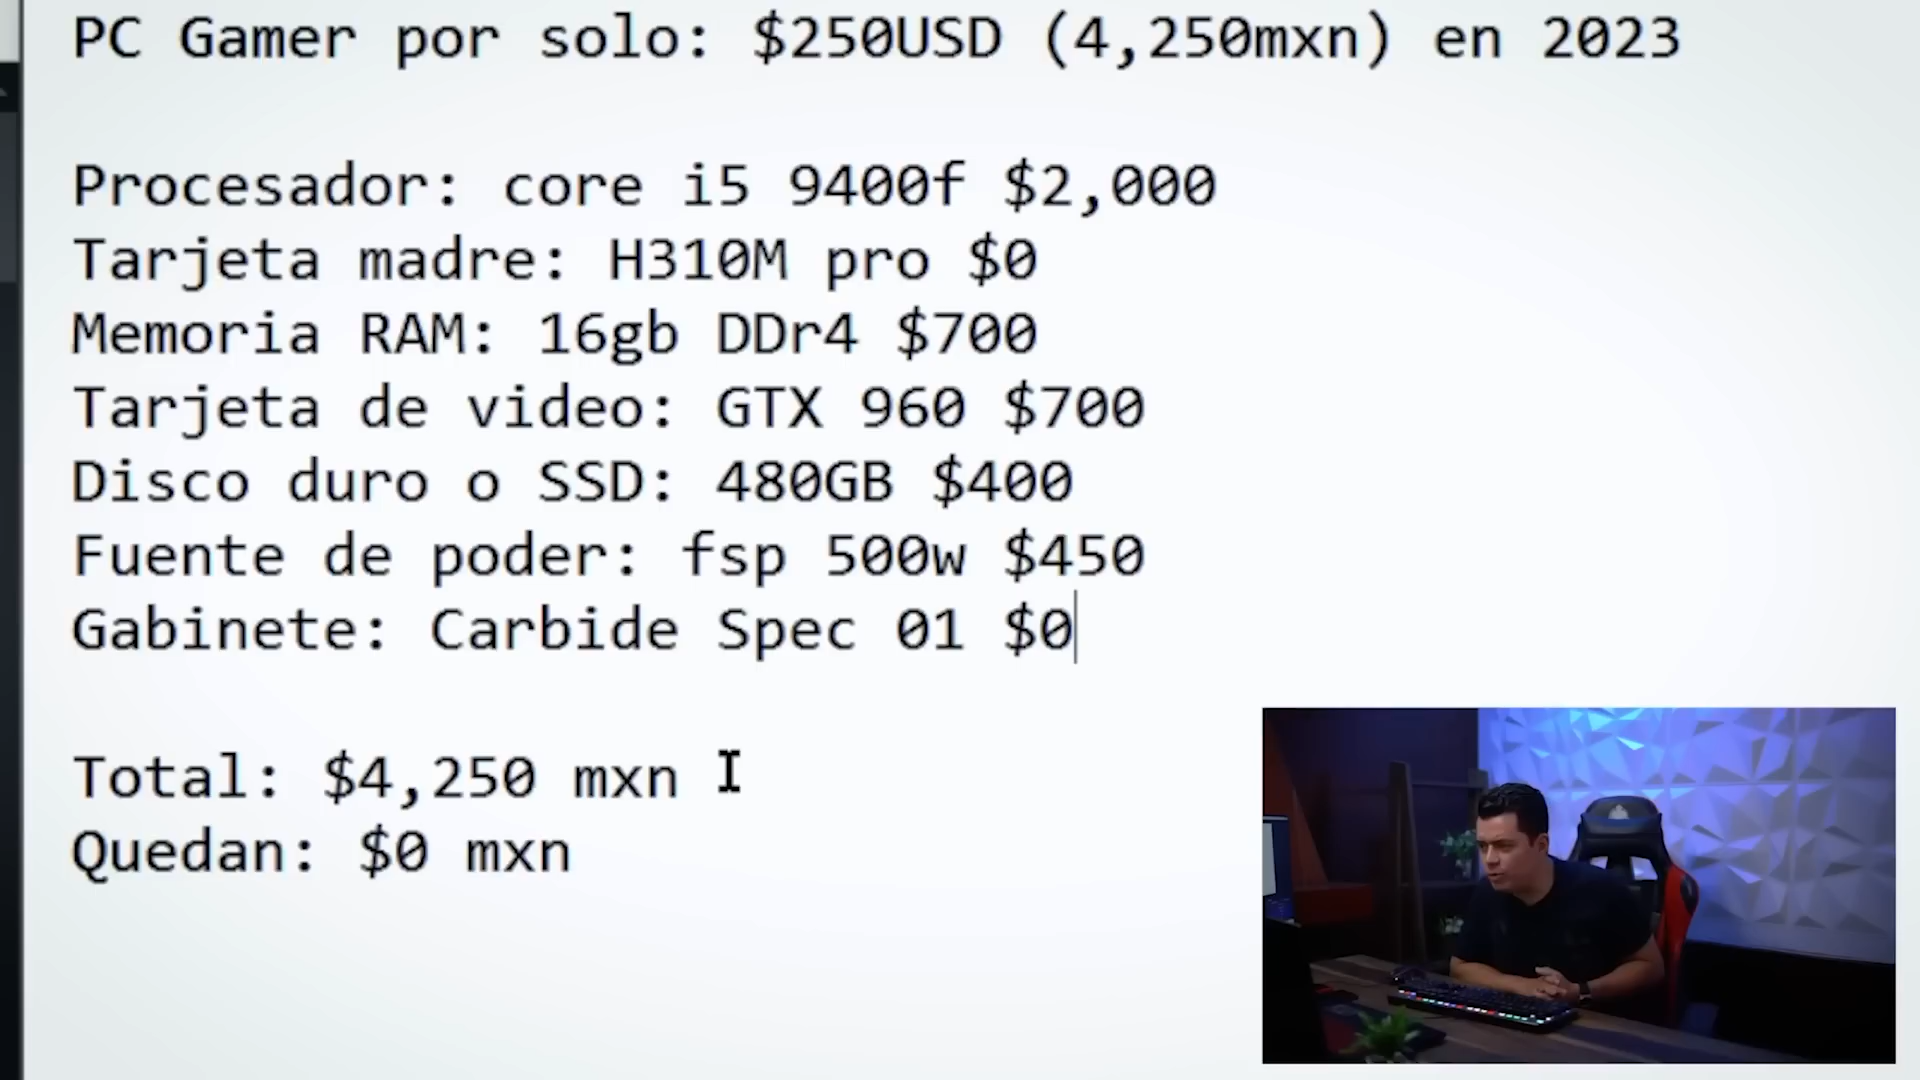 PC Gamer por solo: $250USD (4,250mxn) en 2023
Procesador: core i5 9400f $2,000
Tarjeta madre: H310M pro $0
Memoria RAM: 16gb DDr4 $700
Tarjeta de video: GTX 960 $700
Disco duro o SSD: 480GB $400
Fuente de poder: fsp 500w $450
Gabinete: Carbide Spec 01 $0
Total: $4,250 mxn
Quedan: $0 mxn